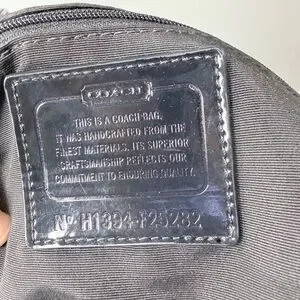 COACH
THIS IS A COACH BAG.
IT WAS HANDCRAFTED FROM THE
FINEST MATERIALS. ITS SUPERIOR
CRAFTSMANSHIP REFLECTS OUR
COMMITMENT TO ENDURING QUALITY.
No H1394-F25282